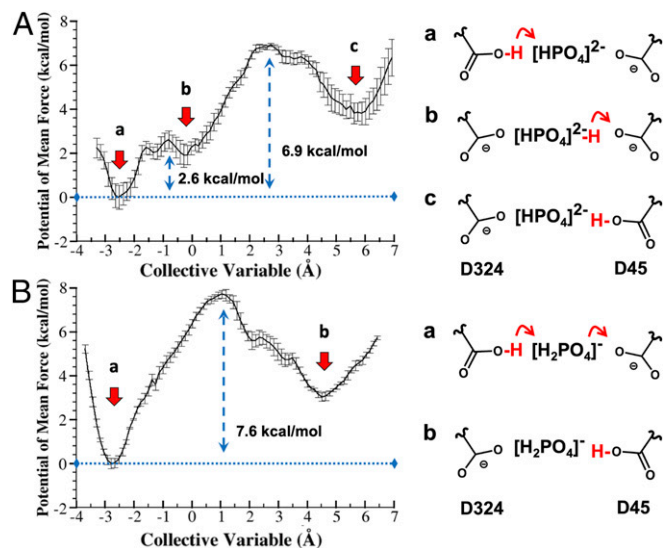 A
Potential of Mean Force (kcal/mol)
8
6
4
2
0
-2
a
b
c
2.6 kcal/mol
6.9 kcal/mol
-4 -3 -2 -1 0 1 2 3 4 5 6 7
Collective Variable (Å)
a
O-H [HPO4]2- O
O O
b
O [HPO4]2--H O
O O
c
O [HPO4]2- H-O
O O
D324 D45
B
Potential of Mean Force (kcal/mol)
8
6
4
2
0
-2
a
b
7.6 kcal/mol
-4 -3 -2 -1 0 1 2 3 4 5 6 7
Collective Variable (Å)
a
O-H [H2PO4]- O
O O
b
O [H2PO4]- H-O
O O
D324 D45